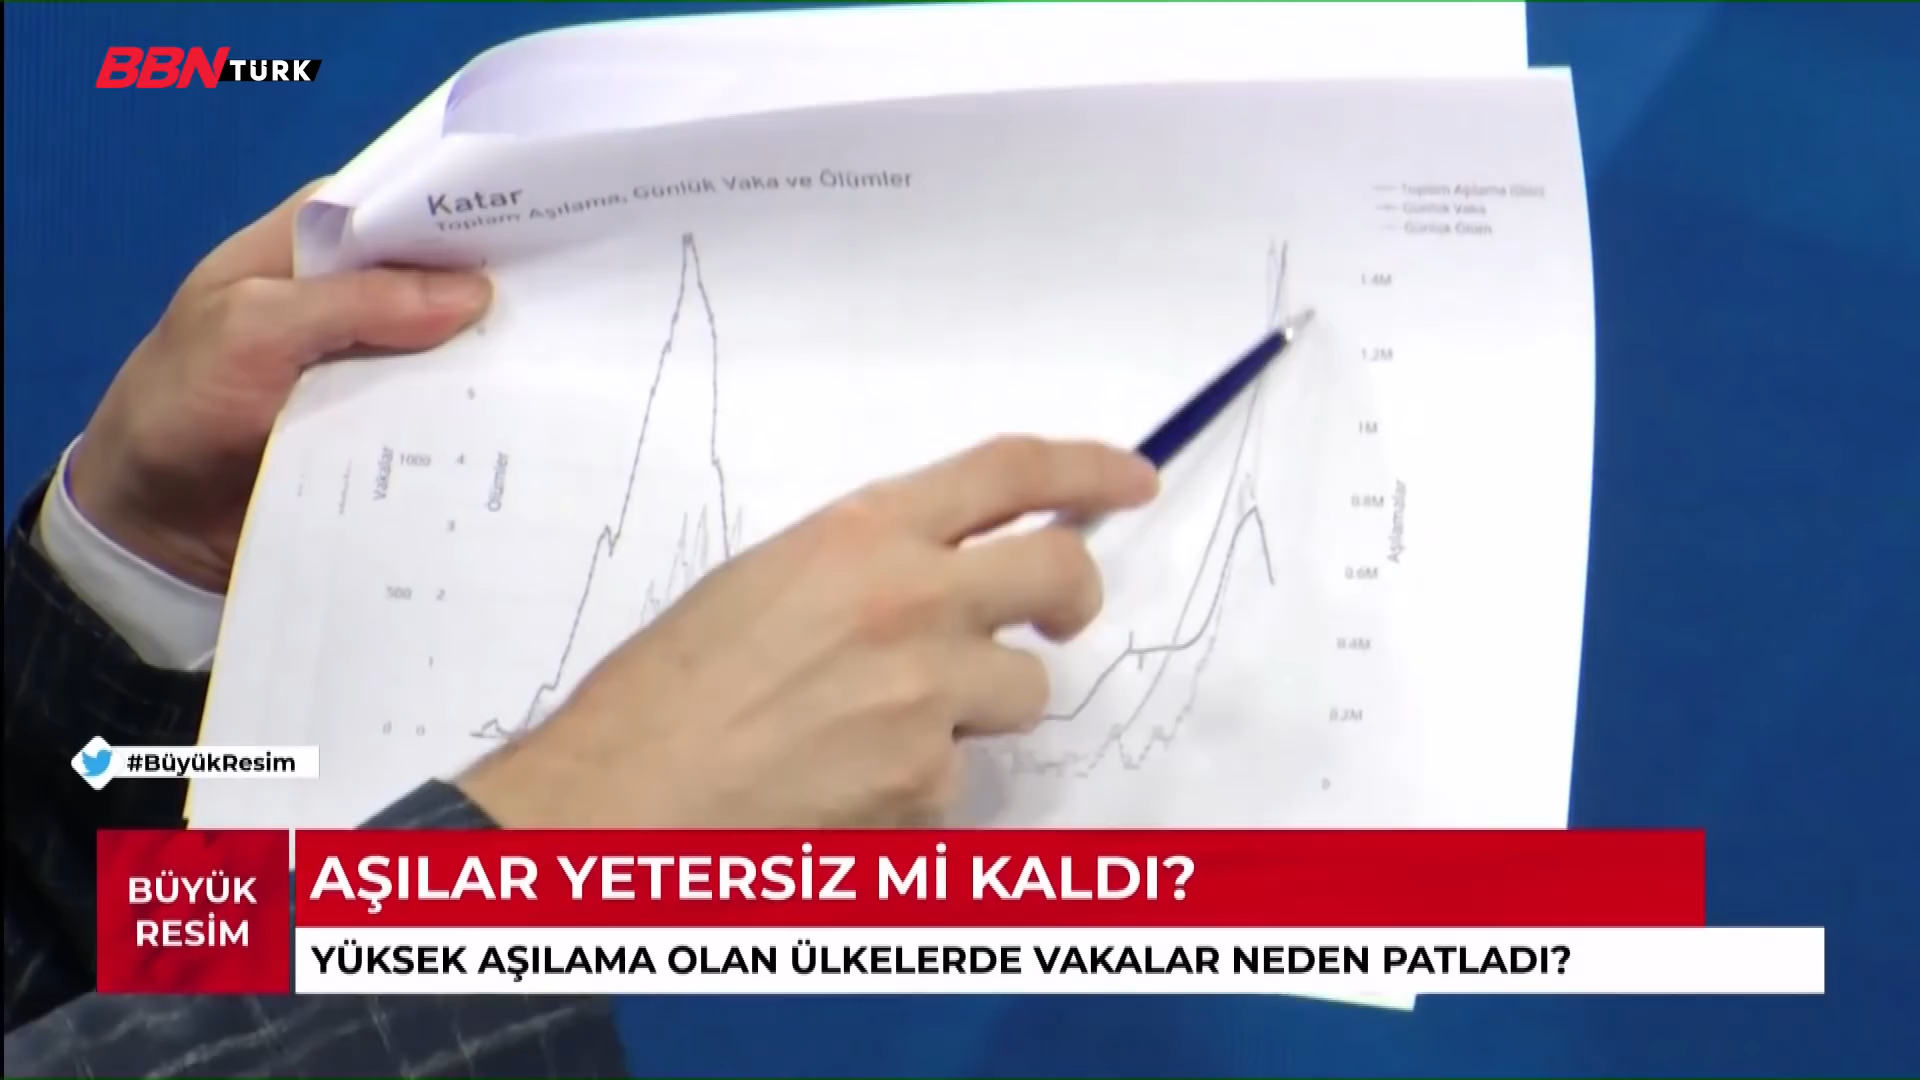 BBN TÜRK
Katar
Toplam Aşılama, Günlük Vaka ve Ölümler
Toplam Aşılama
Günlük Vaka
Günlük Ölüm
1.4M
1.2M
1M
0.8M
0.6M
0.4M
0.2M
0
Aşılamalar
Vakalar
1000
500
0
Ölümler
5
4
3
2
1
0
#BüyükResim
BÜYÜK
RESİM
AŞILAR YETERSİZ Mİ KALDI?
YÜKSEK AŞILAMA OLAN ÜLKELERDE VAKALAR NEDEN PATLADI?